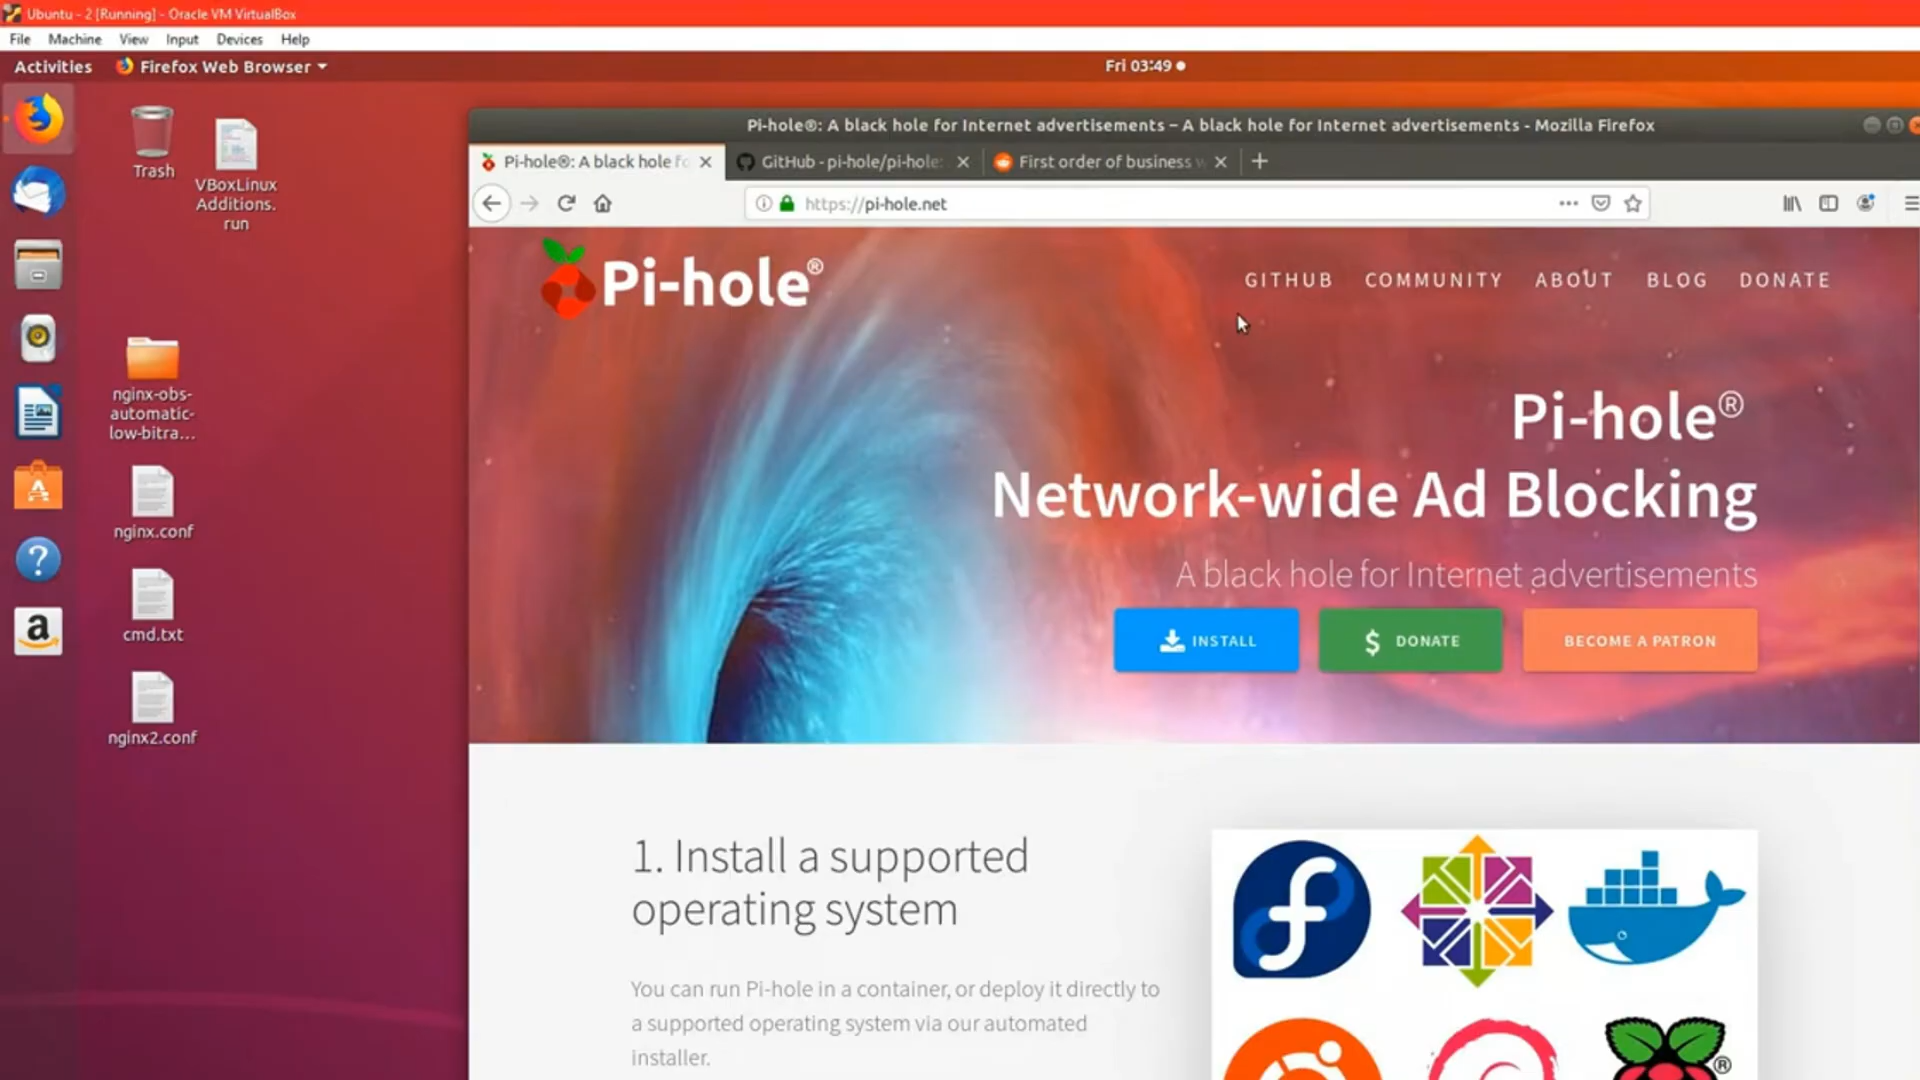 Ubuntu - 2 [Running] - Oracle VM VirtualBox
File Machine View Input Devices Help
Activities Firefox Web Browser Fri 03:49
Trash
VBoxLinux
Additions.
run
nginx-obs-
automatic-
low-bitra...
nginx.conf
cmd.txt
nginx2.conf
Pi-hole®: A black hole for Internet advertisements – A black hole for Internet advertisements - Mozilla Firefox
Pi-hole®: A black hole fo GitHub - pi-hole/pi-hole: First order of business w
https://pi-hole.net
Pi-hole®
GITHUB COMMUNITY ABOUT BLOG DONATE
Pi-hole®
Network-wide Ad Blocking
A black hole for Internet advertisements
INSTALL $ DONATE BECOME A PATRON
1. Install a supported
operating system
You can run Pi-hole in a container, or deploy it directly to
a supported operating system via our automated
installer.